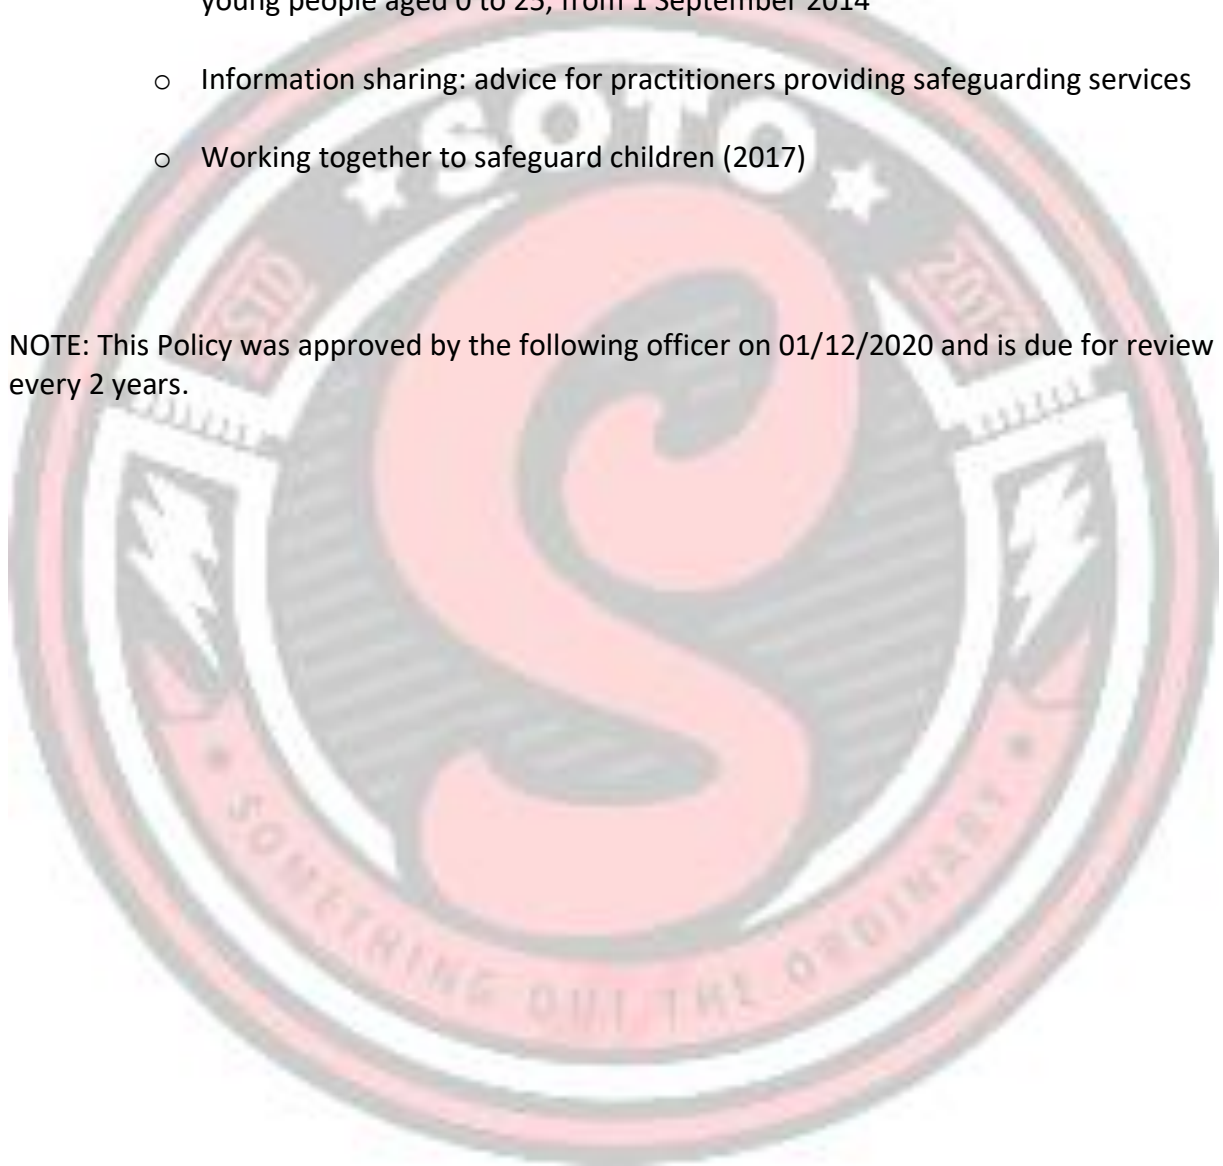 young people aged 0 to 25, from 1 September 2014
o Information sharing: advice for practitioners providing safeguarding services
o Working together to safeguard children (2017)
SOTO
ESTD
NOTE: This Policy was approved by the following officer on 01/12/2020 and is due for review
every 2 years.
SOMETHING OUT THE ORDINARY